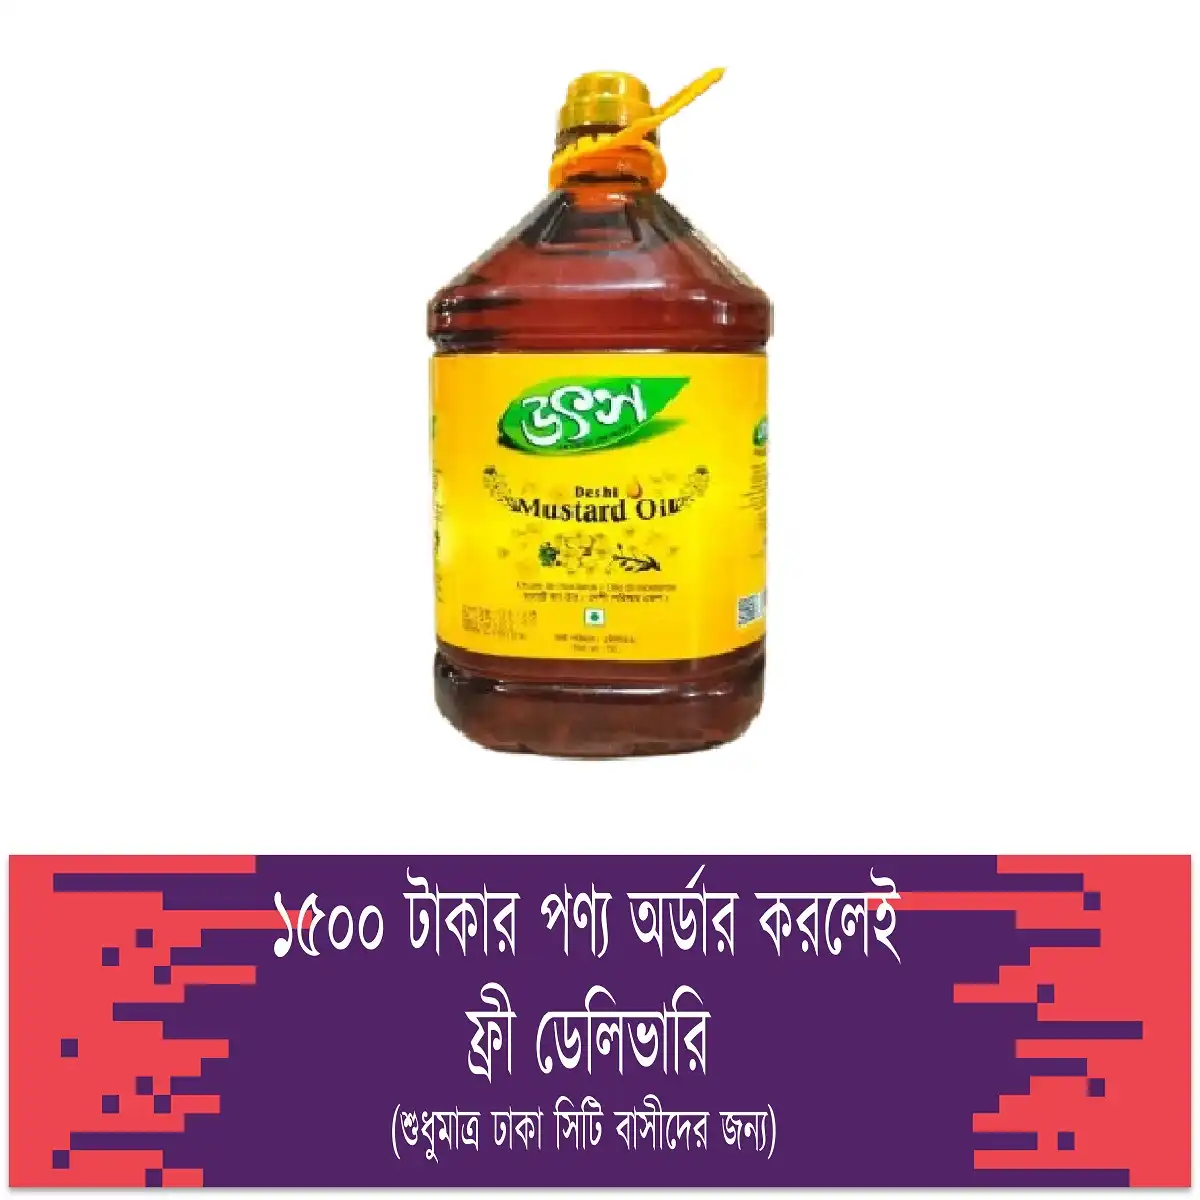 উৎস
Deshi
Mustard Oil
১৫০০ টাকার পণ্য অর্ডার করলেই
ফ্রী ডেলিভারি
(শুধুমাত্র ঢাকা সিটি বাসীদের জন্য)